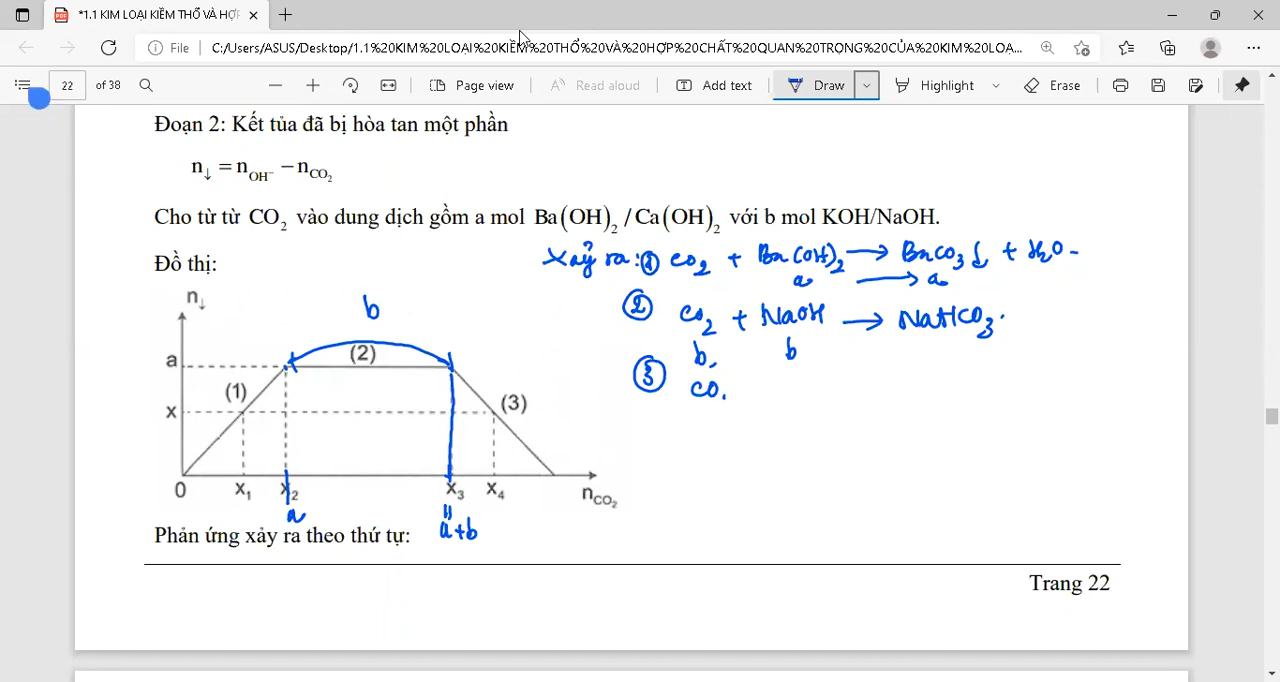 *1.1 KIM LOẠI KIỀM THỔ VÀ HỢP
File C:/Users/ASUS/Desktop/1.1%20KIM%20LOẠI%20KIỀM%20THỔ%20VÀ%20HỢP%20CHẤT%20QUAN%20TRỌNG%20CỦA%20KIM%20LOẠ...
22 of 38 Page view Read aloud Add text Draw Highlight Erase
Đoạn 2: Kết tủa đã bị hòa tan một phần
n↓ = nOH⁻ − nCO₂
Cho từ từ CO₂ vào dung dịch gồm a mol Ba(OH)₂ / Ca(OH)₂ với b mol KOH/NaOH.
Xảy ra: ① CO₂ + Ba(OH)₂ → BaCO₃↓ + H₂O
a → a
Đồ thị:
② CO₂ + NaOH → NaHCO₃.
b b
③ CO
n↓
b
a
(2)
(1)
x
(3)
0 x₁ x₂ x₃ x₄ nCO₂
a
"
a+b
Phản ứng xảy ra theo thứ tự:
Trang 22